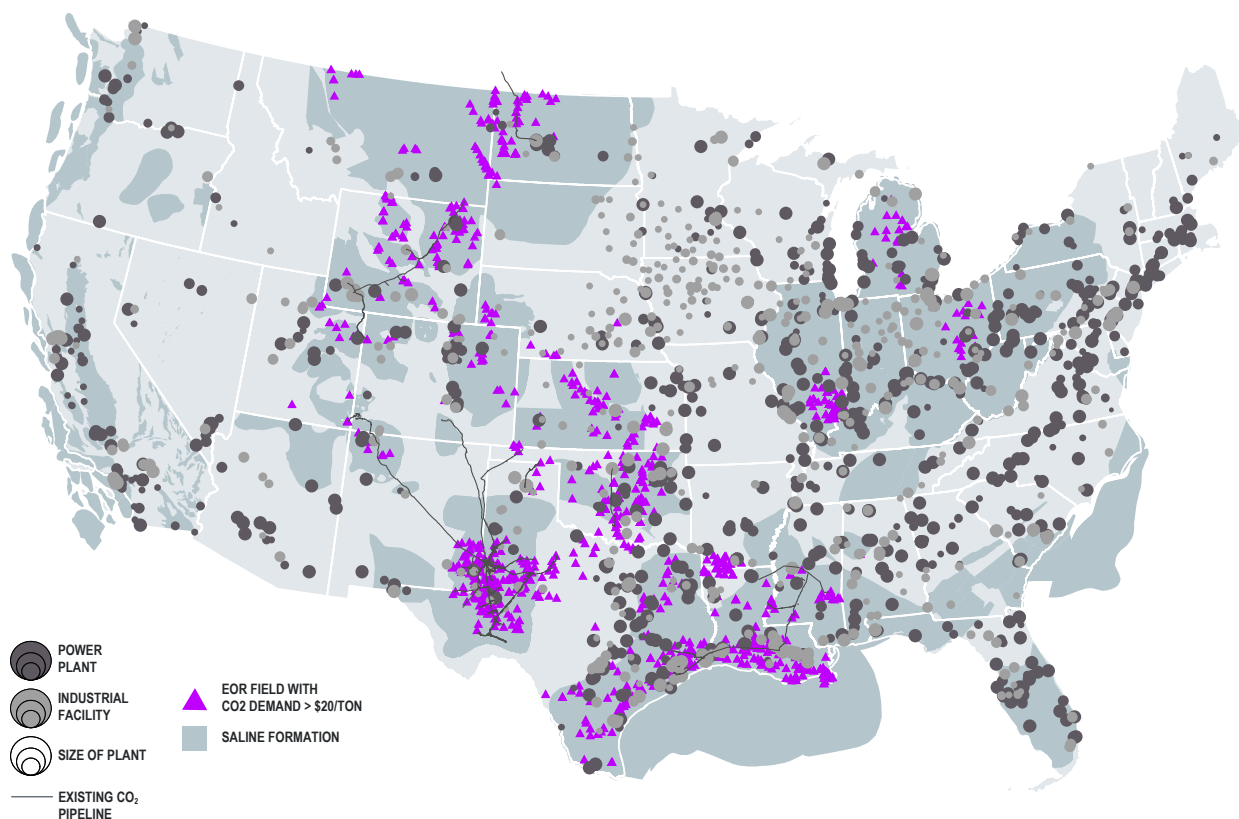 POWER
PLANT
INDUSTRIAL
FACILITY
SIZE OF PLANT
EXISTING CO₂
PIPELINE
EOR FIELD WITH
CO2 DEMAND > $20/TON
SALINE FORMATION